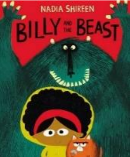 NADIA SHIREEN
BILLY AND THE BEAST